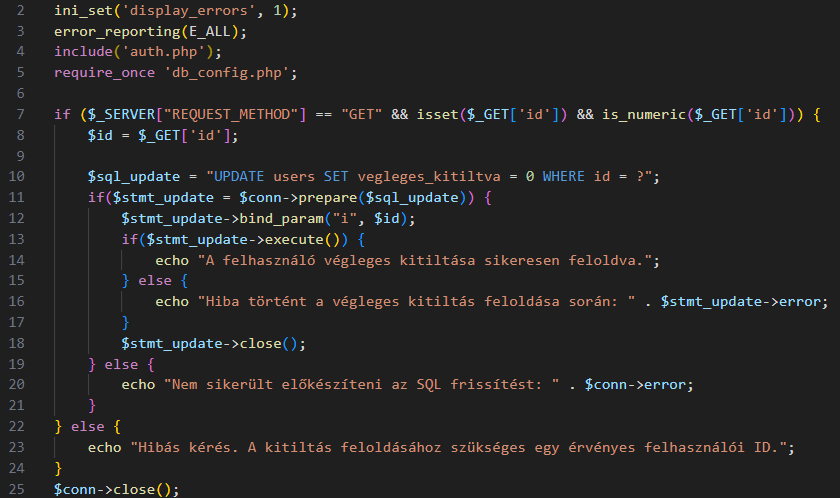 2 ini_set('display_errors', 1);
3 error_reporting(E_ALL);
4 include('auth.php');
5 require_once 'db_config.php';
6
7 if ($_SERVER["REQUEST_METHOD"] == "GET" && isset($_GET['id']) && is_numeric($_GET['id'])) {
8     $id = $_GET['id'];
9
10     $sql_update = "UPDATE users SET vegleges_kitiltva = 0 WHERE id = ?";
11     if($stmt_update = $conn->prepare($sql_update)) {
12         $stmt_update->bind_param("i", $id);
13         if($stmt_update->execute()) {
14             echo "A felhasználó végleges kitiltása sikeresen feloldva.";
15         } else {
16             echo "Hiba történt a végleges kitiltás feloldása során: " . $stmt_update->error;
17         }
18         $stmt_update->close();
19     } else {
20         echo "Nem sikerült előkészíteni az SQL frissítést: " . $conn->error;
21     }
22 } else {
23     echo "Hibás kérés. A kitiltás feloldásához szükséges egy érvényes felhasználói ID.";
24 }
25 $conn->close();